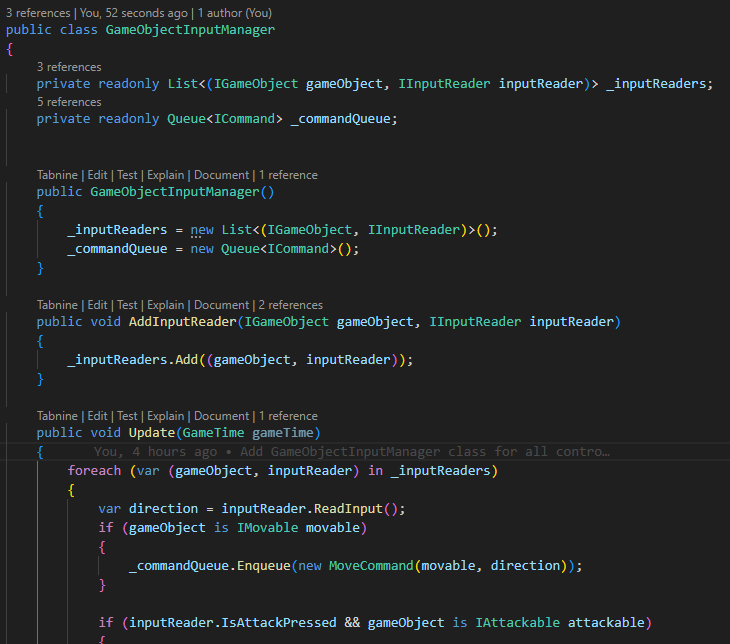 3 references | You, 52 seconds ago | 1 author (You)
public class GameObjectInputManager
{
3 references
private readonly List<(IGameObject gameObject, IInputReader inputReader)> _inputReaders;
5 references
private readonly Queue<ICommand> _commandQueue;
Tabnine | Edit | Test | Explain | Document | 1 reference
public GameObjectInputManager()
{
_inputReaders = new List<(IGameObject, IInputReader)>();
_commandQueue = new Queue<ICommand>();
}
Tabnine | Edit | Test | Explain | Document | 2 references
public void AddInputReader(IGameObject gameObject, IInputReader inputReader)
{
_inputReaders.Add((gameObject, inputReader));
}
Tabnine | Edit | Test | Explain | Document | 1 reference
public void Update(GameTime gameTime)
{ You, 4 hours ago • Add GameObjectInputManager class for all contro…
foreach (var (gameObject, inputReader) in _inputReaders)
{
var direction = inputReader.ReadInput();
if (gameObject is IMovable movable)
{
_commandQueue.Enqueue(new MoveCommand(movable, direction));
}
if (inputReader.IsAttackPressed && gameObject is IAttackable attackable)
{